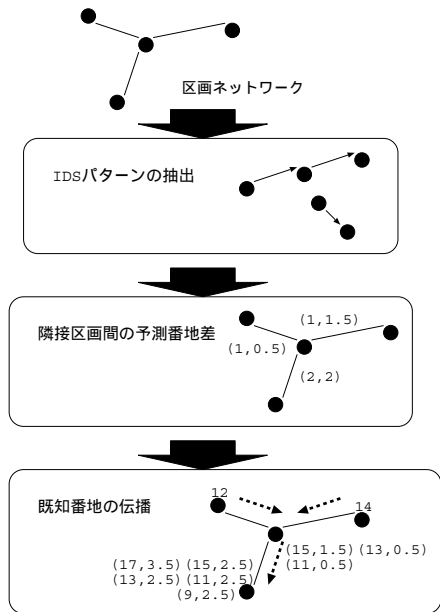 区画ネットワーク
IDSパターンの抽出
隣接区画間の予測番地差
(1,1.5)
(1,0.5)
(2,2)
既知番地の伝播
12
14
(15,1.5) (13,0.5)
(11,0.5)
(17,3.5) (15,2.5)
(13,2.5) (11,2.5)
(9,2.5)